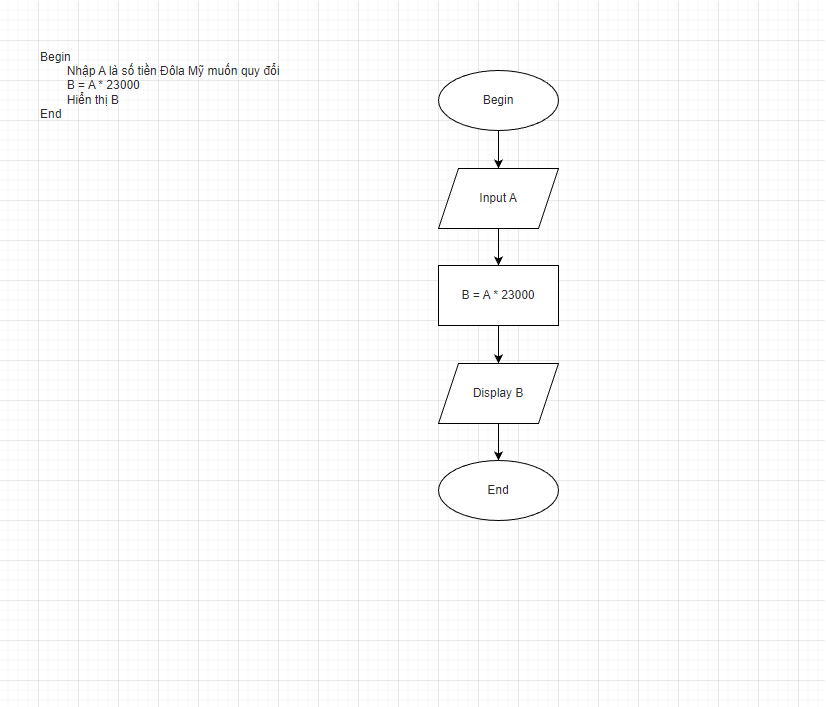 Begin
Nhập A là số tiền Đôla Mỹ muốn quy đổi
B = A * 23000
Hiển thị B
End
Begin
Input A
B = A * 23000
Display B
End